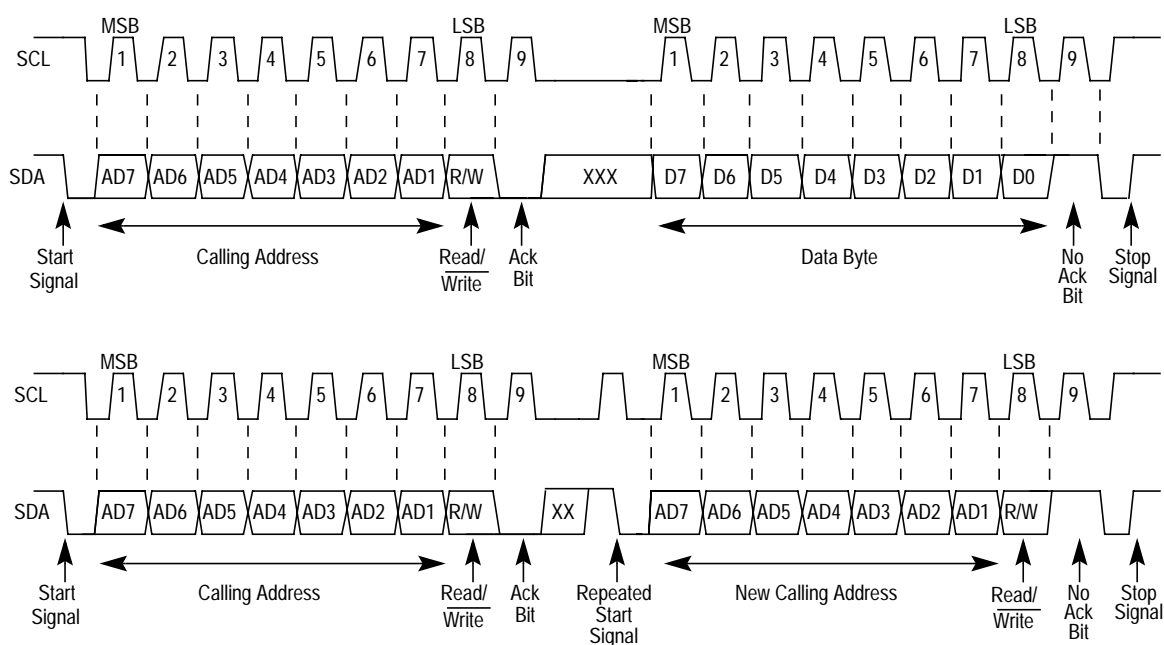 MSB LSB MSB LSB
SCL 1 2 3 4 5 6 7 8 9 1 2 3 4 5 6 7 8 9
SDA AD7 AD6 AD5 AD4 AD3 AD2 AD1 R/W XXX D7 D6 D5 D4 D3 D2 D1 D0
Start Signal Calling Address Read/ Write Ack Bit Data Byte No Ack Bit Stop Signal
MSB LSB MSB LSB
SCL 1 2 3 4 5 6 7 8 9 1 2 3 4 5 6 7 8 9
SDA AD7 AD6 AD5 AD4 AD3 AD2 AD1 R/W XX AD7 AD6 AD5 AD4 AD3 AD2 AD1 R/W
Start Signal Calling Address Read/ Write Ack Bit Repeated Start Signal New Calling Address Read/ Write No Ack Bit Stop Signal